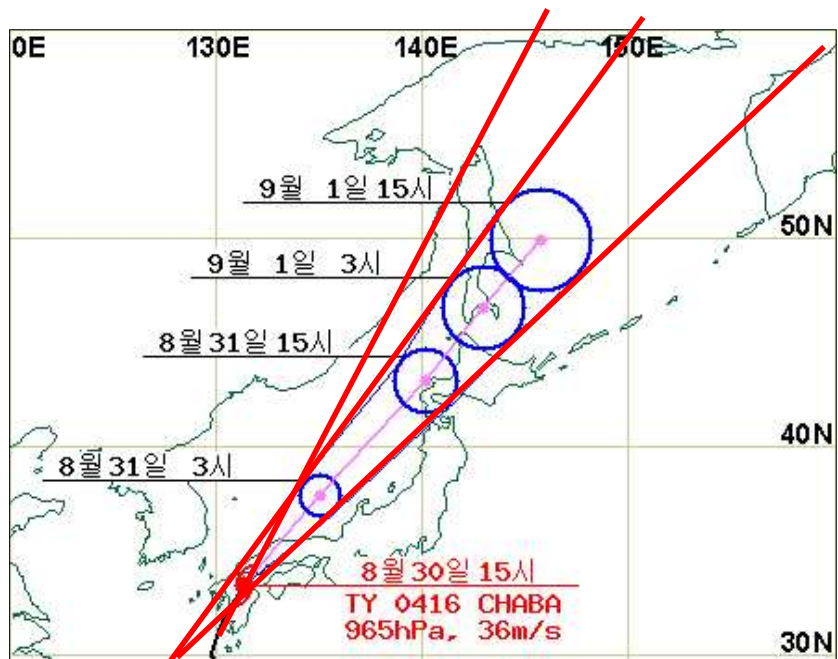 0E 130E 140E 150E
9월 1일 15시
50N
9월 1일 3시
8월 31일 15시
40N
8월 31일 3시
8월 30일 15시
TY 0416 CHABA
965hPa, 36m/s
30N